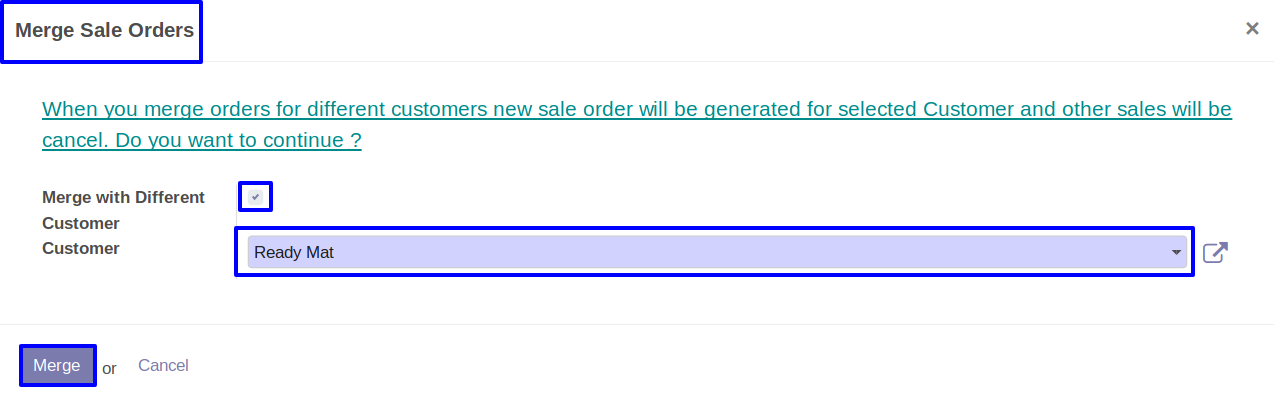 Merge Sale Orders
×
When you merge orders for different customers new sale order will be generated for selected Customer and other sales will be
cancel. Do you want to continue ?
Merge with Different
Customer
Customer
Ready Mat
Merge or Cancel